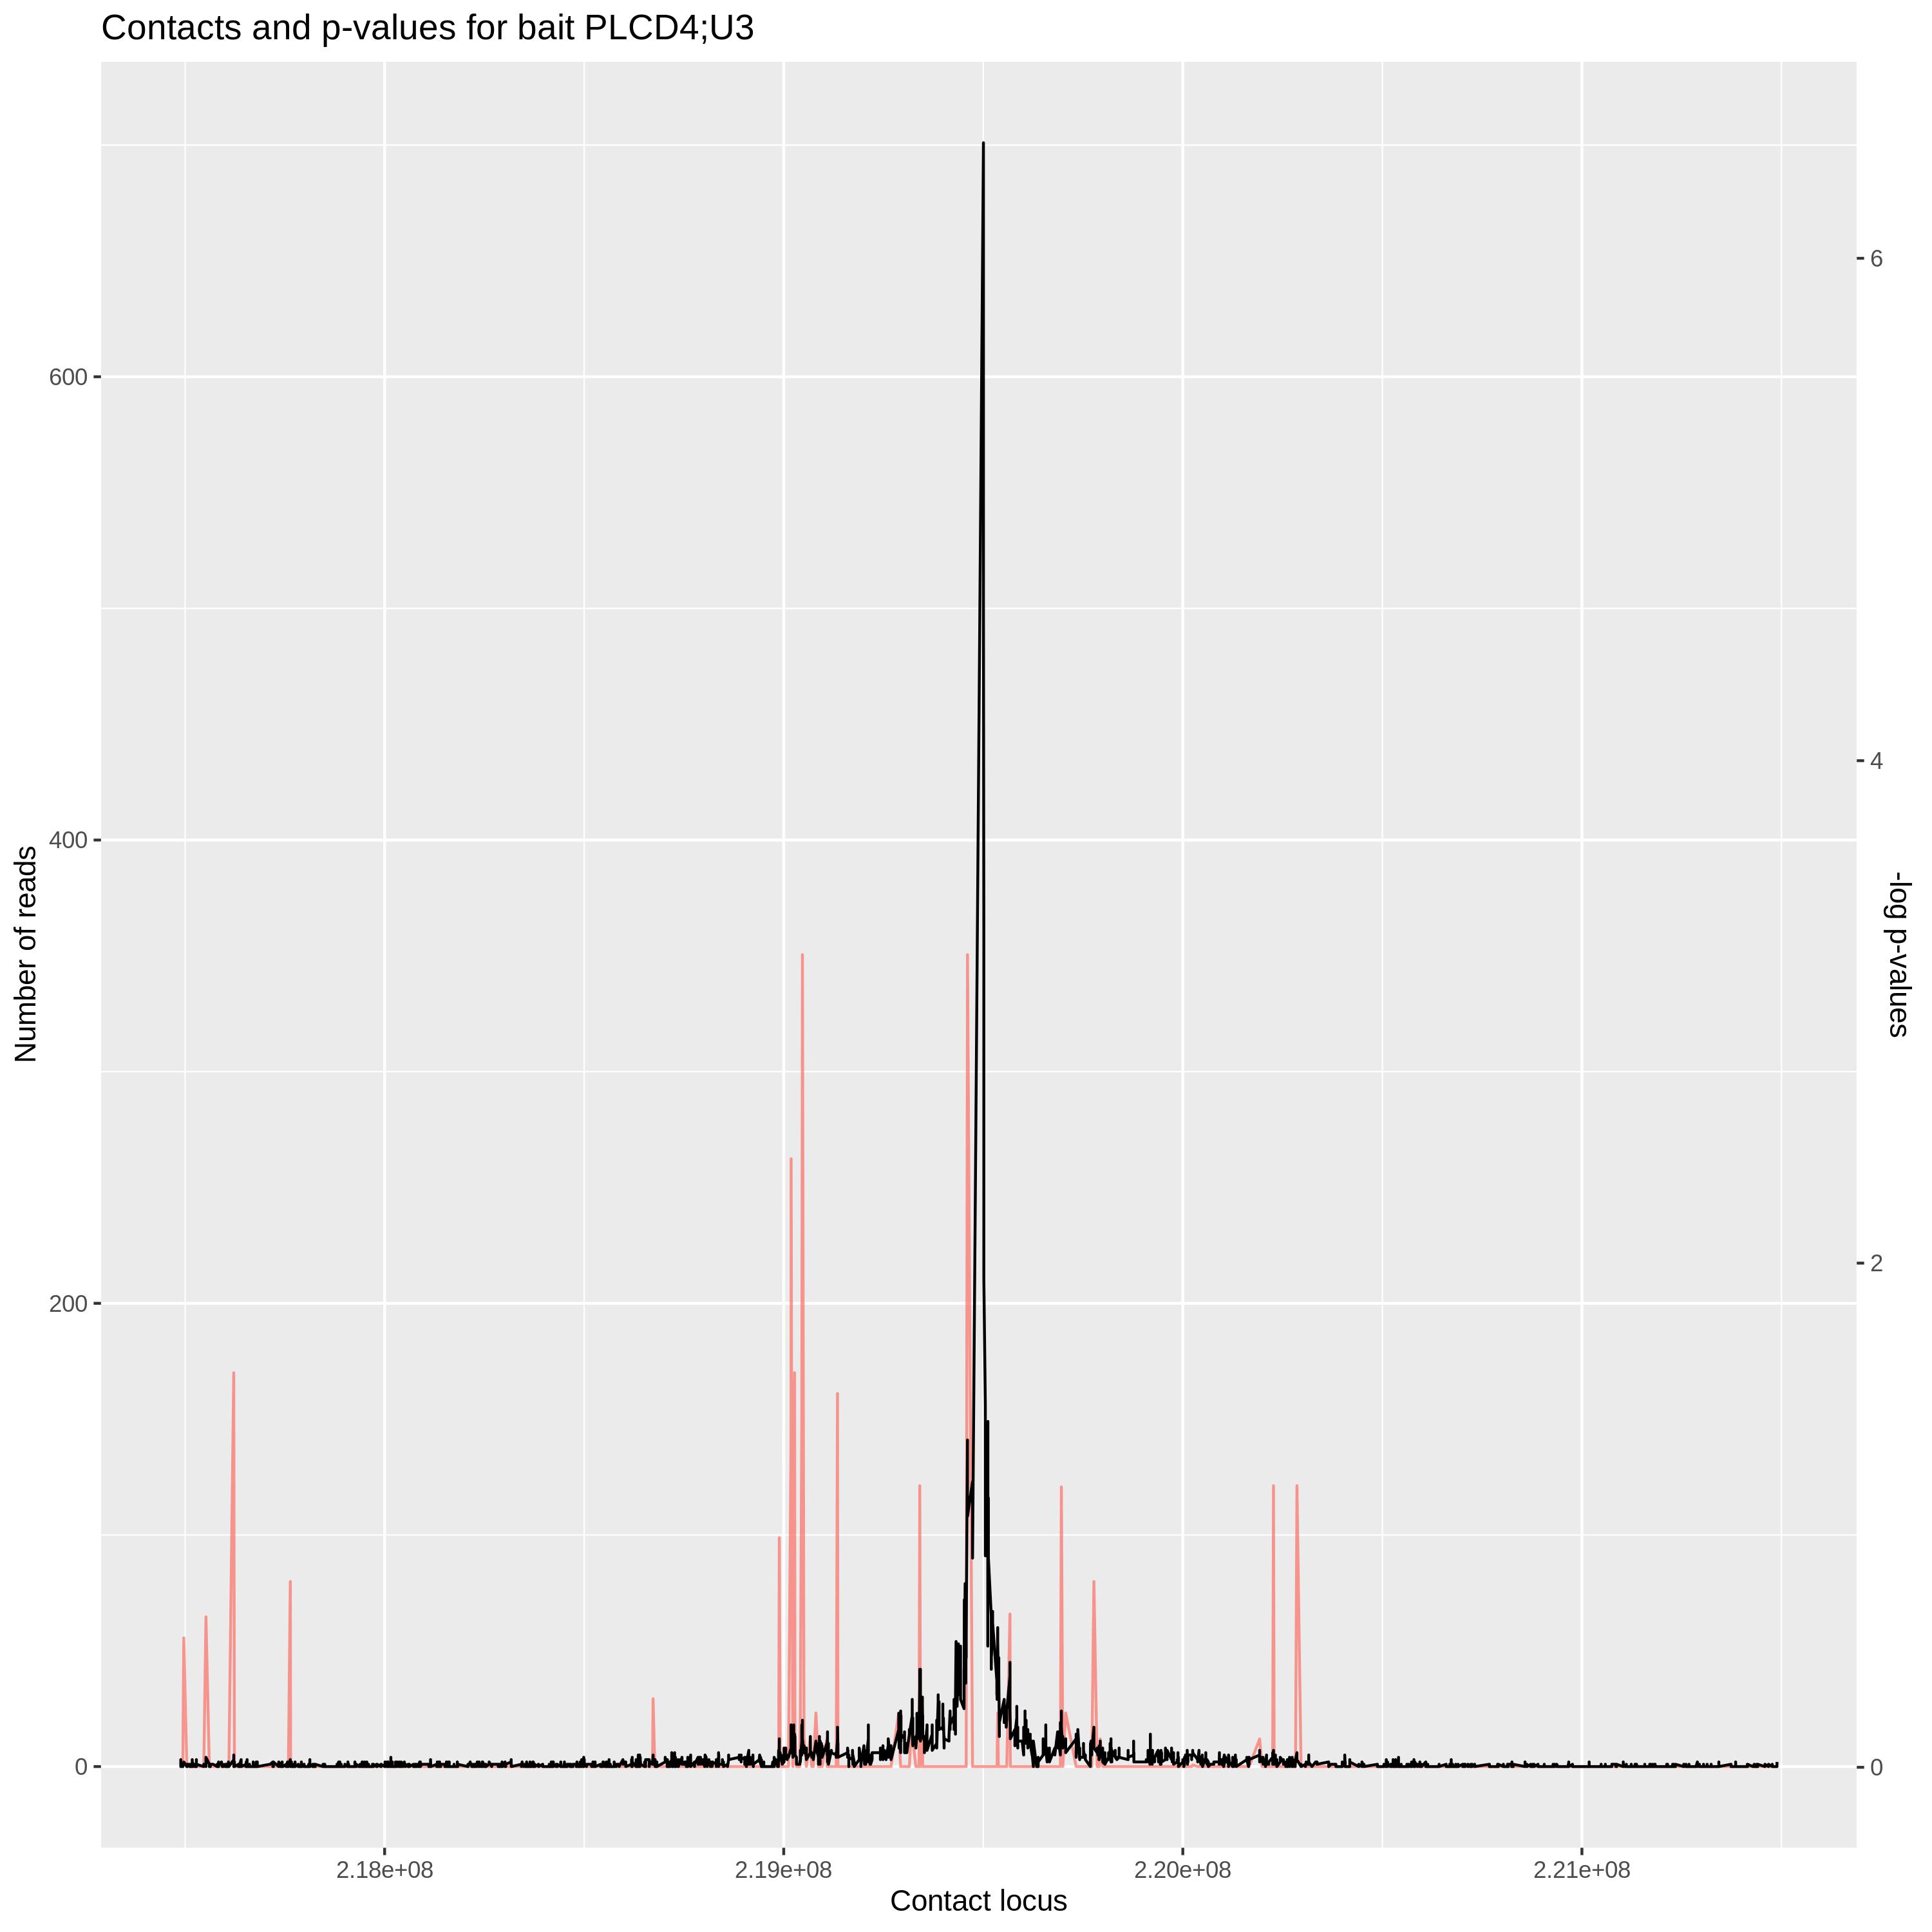 Contacts and p-values for bait PLCD4;U3
Number of reads
600
400
200
0
6
4
2
0
-log p-values
2.18e+08
2.19e+08
2.20e+08
2.21e+08
Contact locus